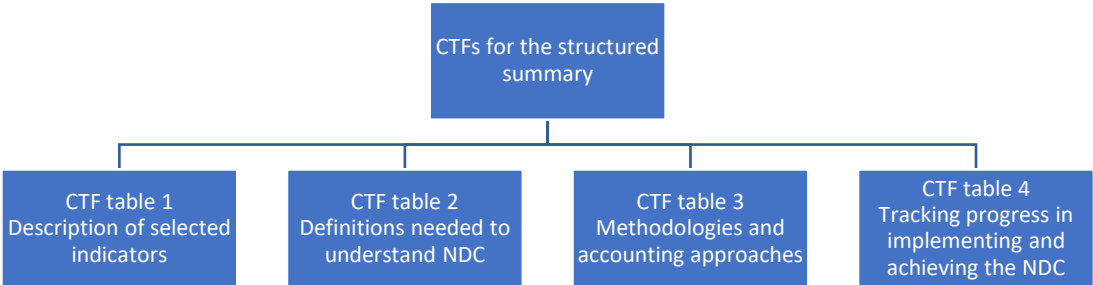 CTFs for the structured
summary
CTF table 1
Description of selected
indicators
CTF table 2
Definitions needed to
understand NDC
CTF table 3
Methodologies and
accounting approaches
CTF table 4
Tracking progress in
implementing and
achieving the NDC